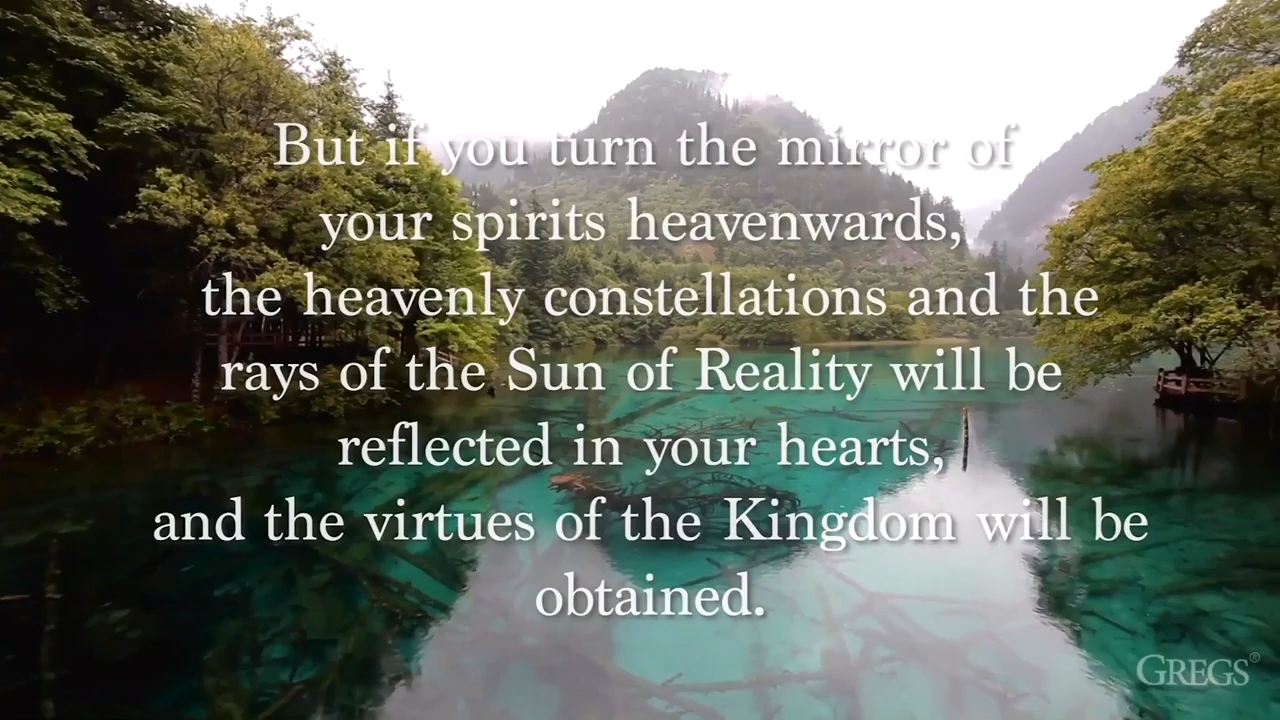 But if you turn the mirror of
your spirits heavenwards,
the heavenly constellations and the
rays of the Sun of Reality will be
reflected in your hearts,
and the virtues of the Kingdom will be
obtained.
GREGS®